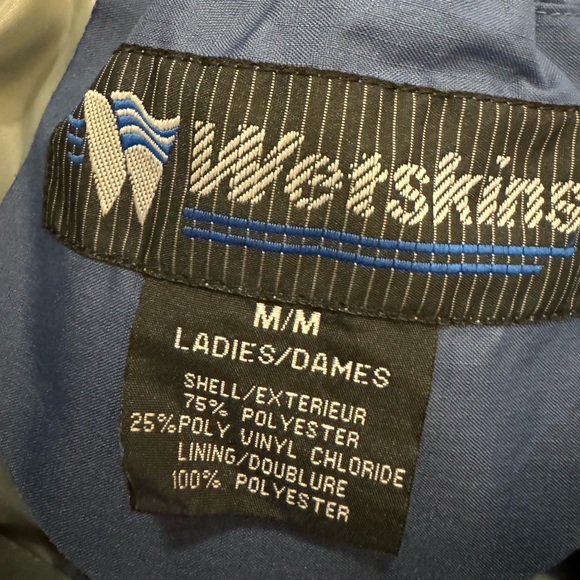 Wetskins
M/M
LADIES/DAMES
SHELL/EXTERIEUR
75% POLYESTER
25%POLY VINYL CHLORIDE
LINING/DOUBLURE
100% POLYESTER